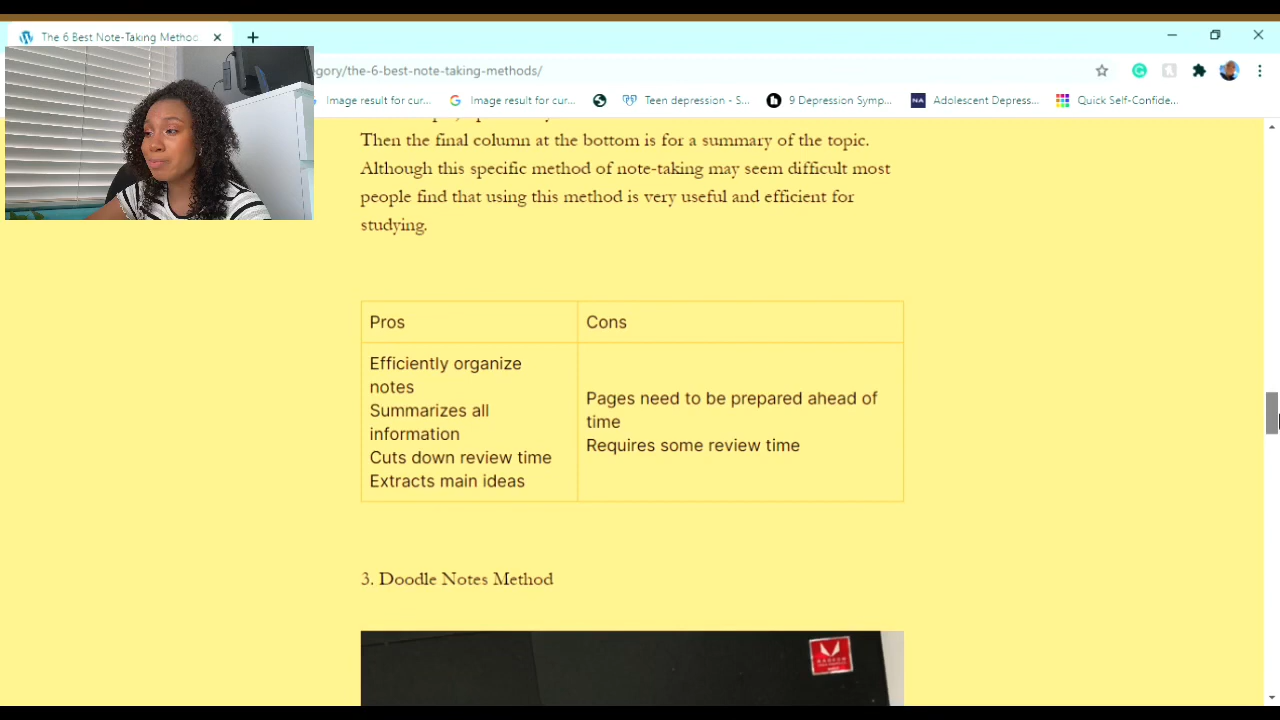 The 6 Best Note-Taking Method
egory/the-6-best-note-taking-methods/
Image result for cur...
Image result for cur...
Teen depression - S...
9 Depression Symp...
NA
Adolescent Depress...
Quick Self-Confide...
Then the final column at the bottom is for a summary of the topic.
Although this specific method of note-taking may seem difficult most
people find that using this method is very useful and efficient for
studying.
Pros
Cons
Efficiently organize
notes
Summarizes all
information
Cuts down review time
Extracts main ideas
Pages need to be prepared ahead of
time
Requires some review time
3. Doodle Notes Method
RADEON